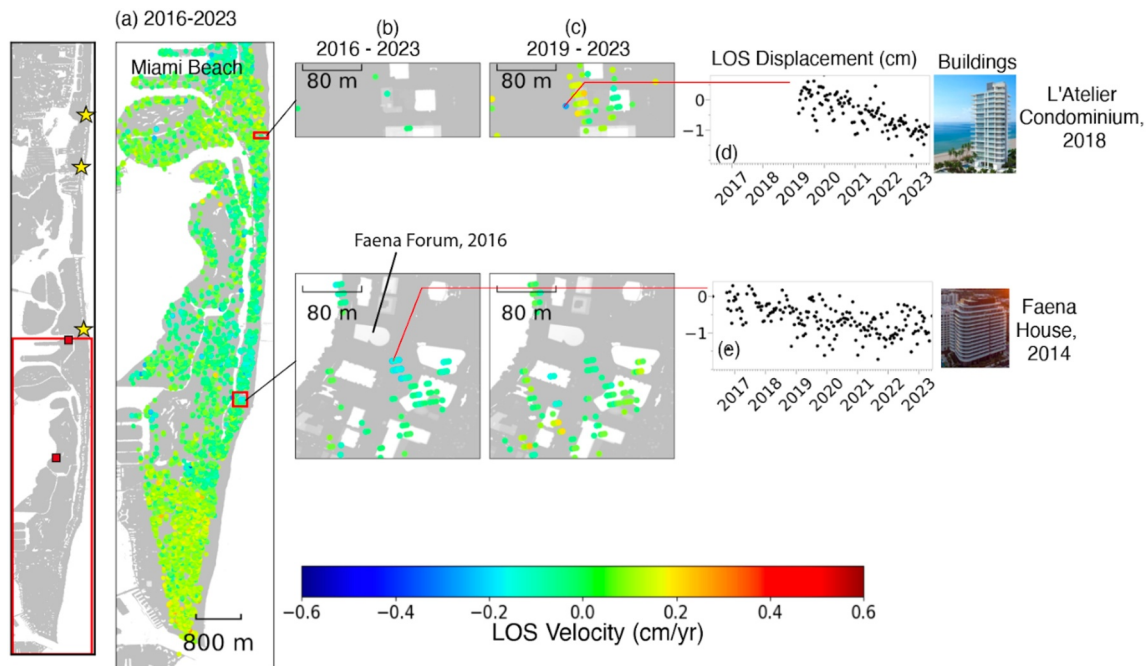 (a) 2016-2023
(b)
2016 - 2023
(c)
2019 - 2023
Miami Beach
80 m
80 m
LOS Displacement (cm)
Buildings
0
−1
(d)
2017 2018 2019 2020 2021 2022 2023
L'Atelier
Condominium,
2018
Faena Forum, 2016
80 m
80 m
0
−1
(e)
2017 2018 2019 2020 2021 2022 2023
Faena
House,
2014
800 m
−0.6 −0.4 −0.2 0.0 0.2 0.4 0.6
LOS Velocity (cm/yr)